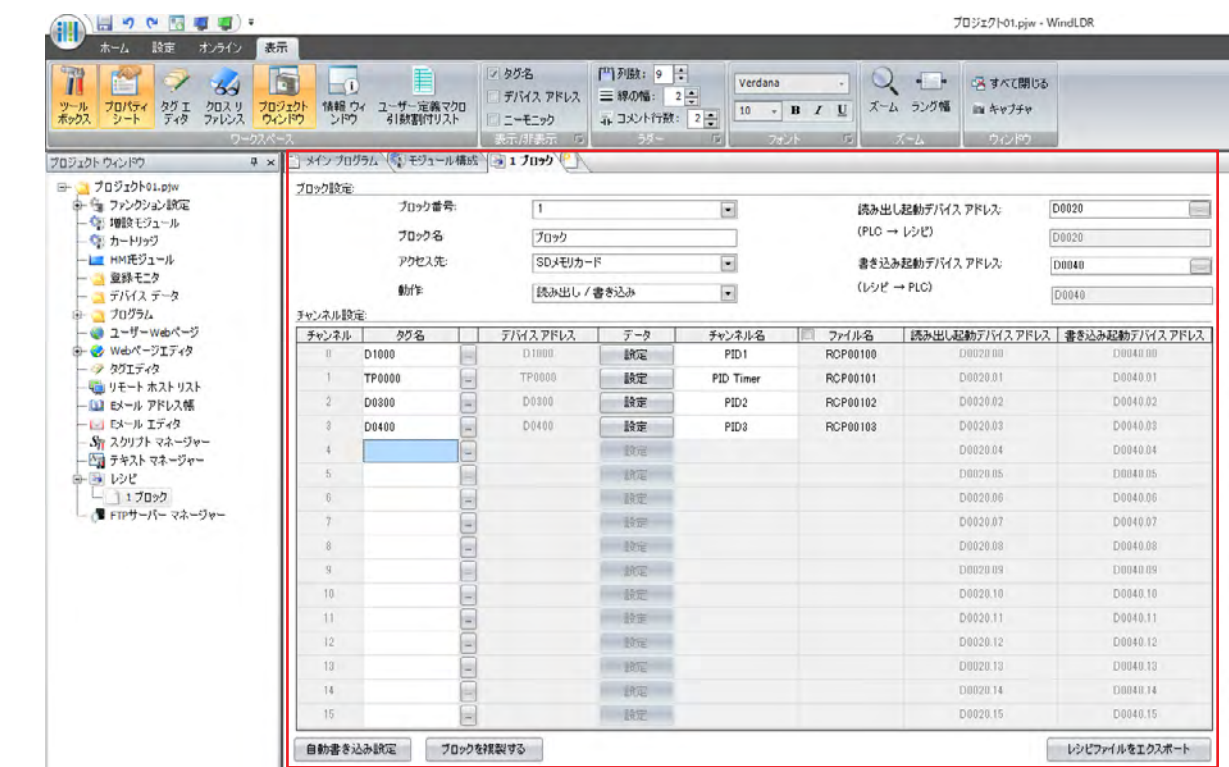 プロジェクト01.pjw - WindLDR
ホーム 設定 オンライン 表示
ツールボックス プロパティシート タグエディタ クロスリファレンス プロジェクトウィンドウ 情報 ウィンドウ ユーザー定義マクロ引数割付リスト
ワークスペース
タグ名
デバイス アドレス
ニーモニック
表示/非表示
列数: 9
線の幅: 2
コメント行数: 2
ラダー
Verdana
10 B I U
フォント
ズーム ラング幅
ズーム
すべて閉じる
キャプチャ
ウィンドウ
プロジェクト ウィンドウ
プロジェクト01.pjw
ファンクション設定
増設モジュール
カートリッジ
HMIモジュール
登録モニタ
デバイス データ
プログラム
ユーザーWebページ
Webページエディタ
タグエディタ
リモート ホスト リスト
Eメール アドレス帳
Eメール エディタ
スクリプト マネージャー
テキスト マネージャー
レシピ
1 ブロック
FTPサーバー マネージャー
メイン プログラム モジュール構成 1 ブロック
ブロック設定:
ブロック番号: 1
ブロック名 ブロック
アクセス先: SDメモリカード
動作: 読み出し / 書き込み
読み出し起動デバイス アドレス: D0020
(PLC → レシピ) D0020
書き込み起動デバイス アドレス: D0040
(レシピ → PLC) D0040
チャンネル設定:
チャンネル タグ名 デバイス アドレス データ チャンネル名 ファイル名 読み出し起動デバイス アドレス 書き込み起動デバイス アドレス
0 D1000 ... D1000 設定 PID1 RCP00100 D0020.00 D0040.00
1 TP0000 ... TP0000 設定 PID Timer RCP00101 D0020.01 D0040.01
2 D0300 ... D0300 設定 PID2 RCP00102 D0020.02 D0040.02
3 D0400 ... D0400 設定 PID3 RCP00103 D0020.03 D0040.03
4 ... 設定 D0020.04 D0040.04
5 ... 設定 D0020.05 D0040.05
6 ... 設定 D0020.06 D0040.06
7 ... 設定 D0020.07 D0040.07
8 ... 設定 D0020.08 D0040.08
9 ... 設定 D0020.09 D0040.09
10 ... 設定 D0020.10 D0040.10
11 ... 設定 D0020.11 D0040.11
12 ... 設定 D0020.12 D0040.12
13 ... 設定 D0020.13 D0040.13
14 ... 設定 D0020.14 D0040.14
15 ... 設定 D0020.15 D0040.15
自動書き込み設定 ブロックを複製する レシピファイルをエクスポート